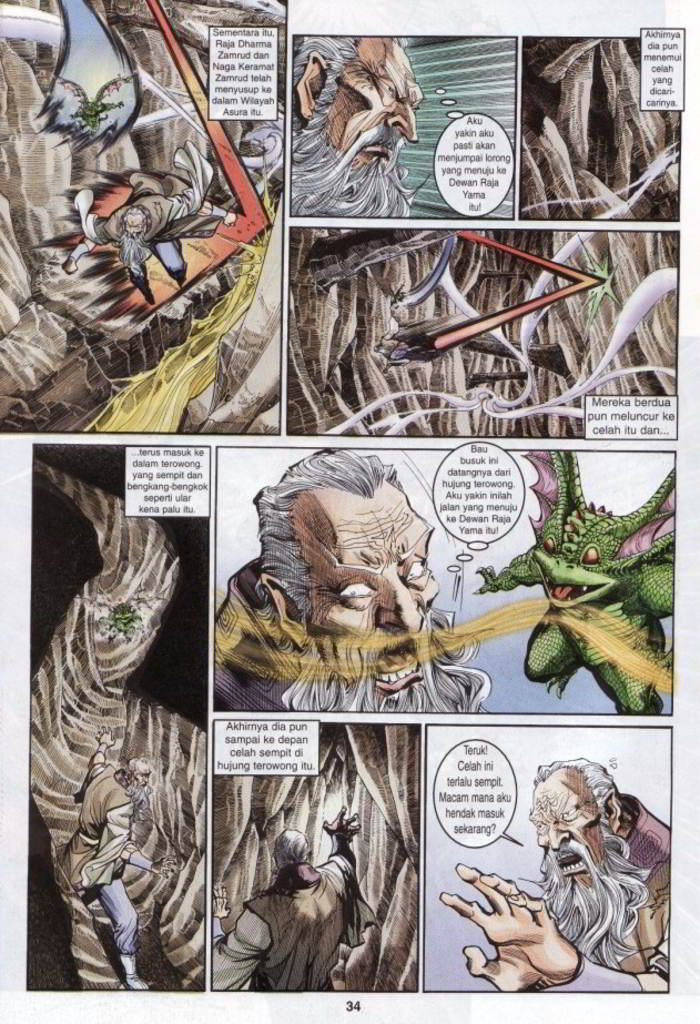 Sementara itu,
Raja Dharma
Zamrud dan
Naga Keramat
Zamrud telah
menyusup ke
dalam Wilayah
Asura itu.
Aku
yakin aku
pasti akan
menjumpai lorong
yang menuju ke
Dewan Raja
Yama
itu!
Akhirnya
dia pun
menemui
celah
yang
dicari-
carinya.
Mereka berdua
pun meluncur ke
celah itu dan...
...terus masuk ke
dalam terowong.
yang sempit dan
bengkang-bengkok
seperti ular
kena palu itu.
Bau
busuk ini
datangnya dari
hujung terowong.
Aku yakin inilah
jalan yang menuju
ke Dewan Raja
Yama itu!
Akhirnya dia pun
sampai ke depan
celah sempit di
hujung terowong itu.
Teruk!
Celah ini
terlalu sempit.
Macam mana aku
hendak masuk
sekarang?
34